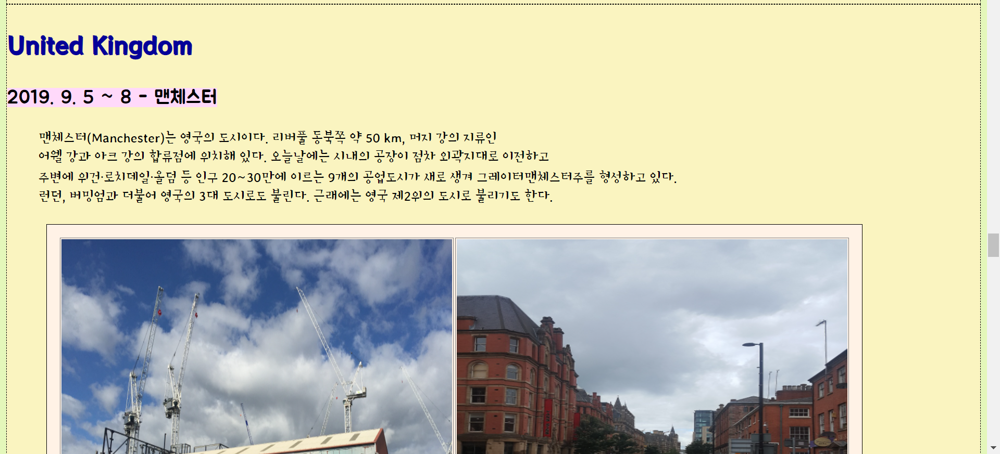 United Kingdom
2019. 9. 5 ~ 8 - 맨체스터
맨체스터(Manchester)는 영국의 도시이다. 리버풀 동북쪽 약 50 km, 머지 강의 지류인
어웰 강과 아크 강의 합류점에 위치해 있다. 오늘날에는 시내의 공장이 점차 외곽지대로 이전하고
주변에 위건·로치데일·올덤 등 인구 20~30만에 이르는 9개의 공업도시가 새로 생겨 그레이터맨체스터주를 형성하고 있다.
런던, 버밍엄과 더불어 영국의 3대 도시로도 불린다. 근래에는 영국 제2위의 도시로 불리기도 한다.